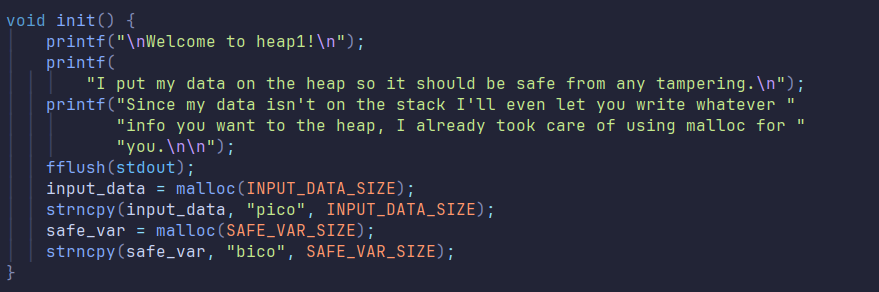 void init() {
    printf("\nWelcome to heap1!\n");
    printf(
        "I put my data on the heap so it should be safe from any tampering.\n");
    printf("Since my data isn't on the stack I'll even let you write whatever "
           "info you want to the heap, I already took care of using malloc for "
           "you.\n\n");
    fflush(stdout);
    input_data = malloc(INPUT_DATA_SIZE);
    strncpy(input_data, "pico", INPUT_DATA_SIZE);
    safe_var = malloc(SAFE_VAR_SIZE);
    strncpy(safe_var, "bico", SAFE_VAR_SIZE);
}